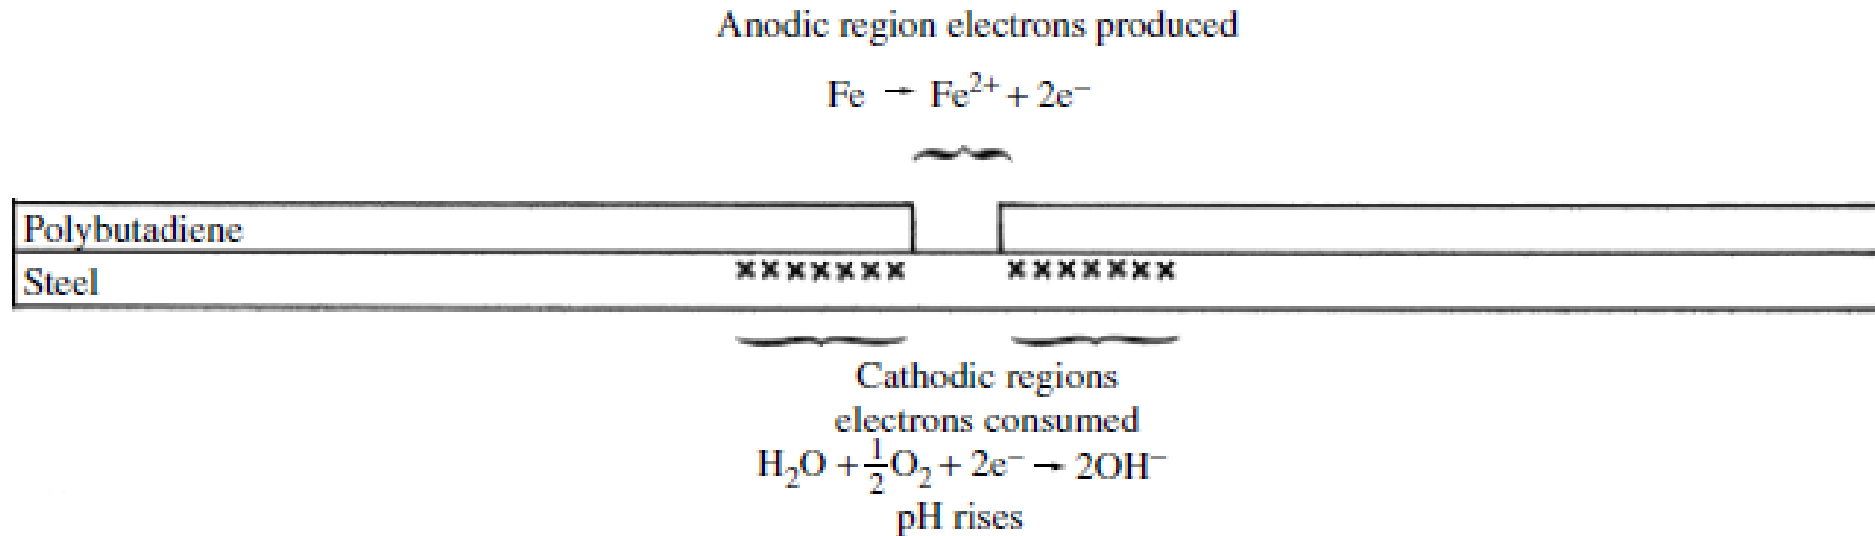 Anodic region electrons produced
Fe → Fe²⁺ + 2e⁻
Polybutadiene
Steel
×××××××  ×××××××
Cathodic regions
electrons consumed
H₂O + ½O₂ + 2e⁻ → 2OH⁻
pH rises